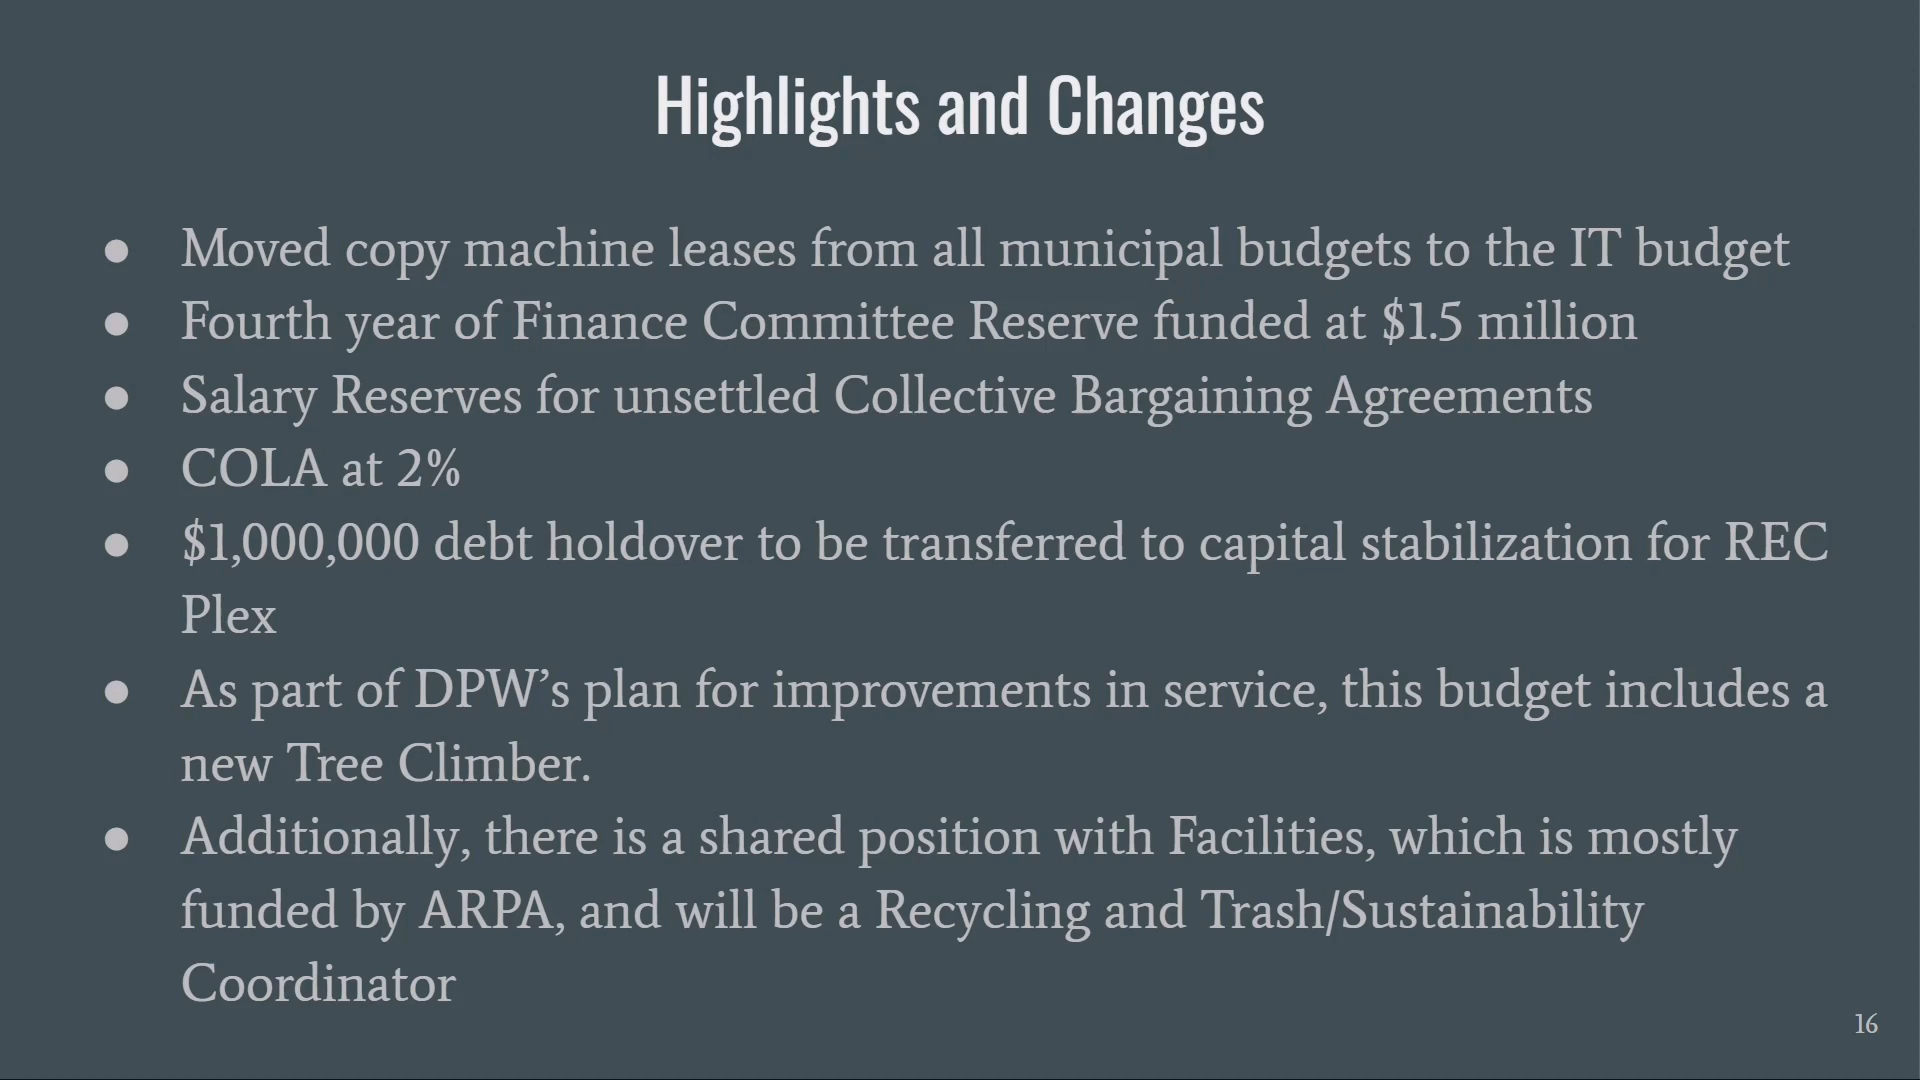 Highlights and Changes
● Moved copy machine leases from all municipal budgets to the IT budget
● Fourth year of Finance Committee Reserve funded at $1.5 million
● Salary Reserves for unsettled Collective Bargaining Agreements
● COLA at 2%
● $1,000,000 debt holdover to be transferred to capital stabilization for REC
Plex
● As part of DPW’s plan for improvements in service, this budget includes a
new Tree Climber.
● Additionally, there is a shared position with Facilities, which is mostly
funded by ARPA, and will be a Recycling and Trash/Sustainability
Coordinator
16